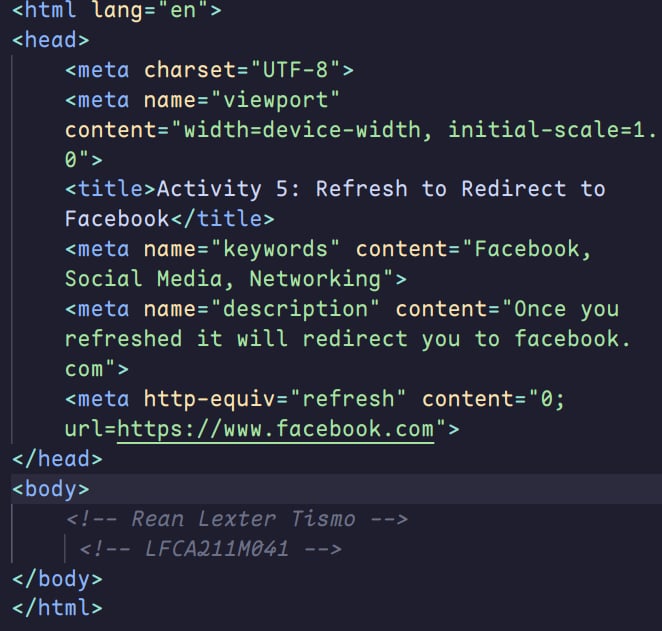 <html lang="en">
<head>
<meta charset="UTF-8">
<meta name="viewport"
content="width=device-width, initial-scale=1.
0">
<title>Activity 5: Refresh to Redirect to
Facebook</title>
<meta name="keywords" content="Facebook,
Social Media, Networking">
<meta name="description" content="Once you
refreshed it will redirect you to facebook.
com">
<meta http-equiv="refresh" content="0;
url=https://www.facebook.com">
</head>
<body>
<!-- Rean Lexter Tismo -->
<!-- LFCA211M041 -->
</body>
</html>